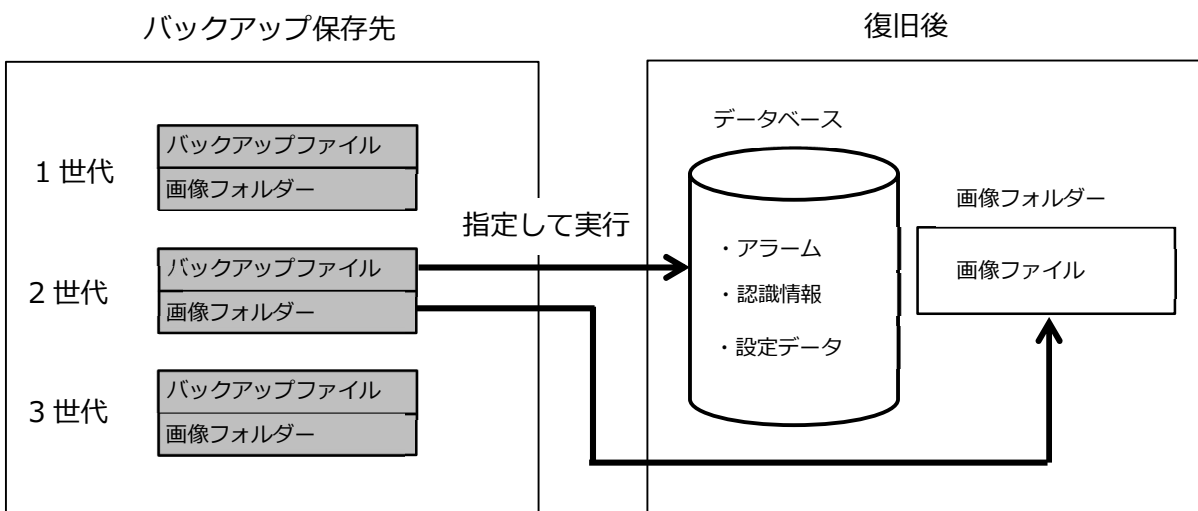 バックアップ保存先
1 世代
バックアップファイル
画像フォルダー
2 世代
バックアップファイル
画像フォルダー
3 世代
バックアップファイル
画像フォルダー
指定して実行
復旧後
データベース
・アラーム
・認識情報
・設定データ
画像フォルダー
画像ファイル